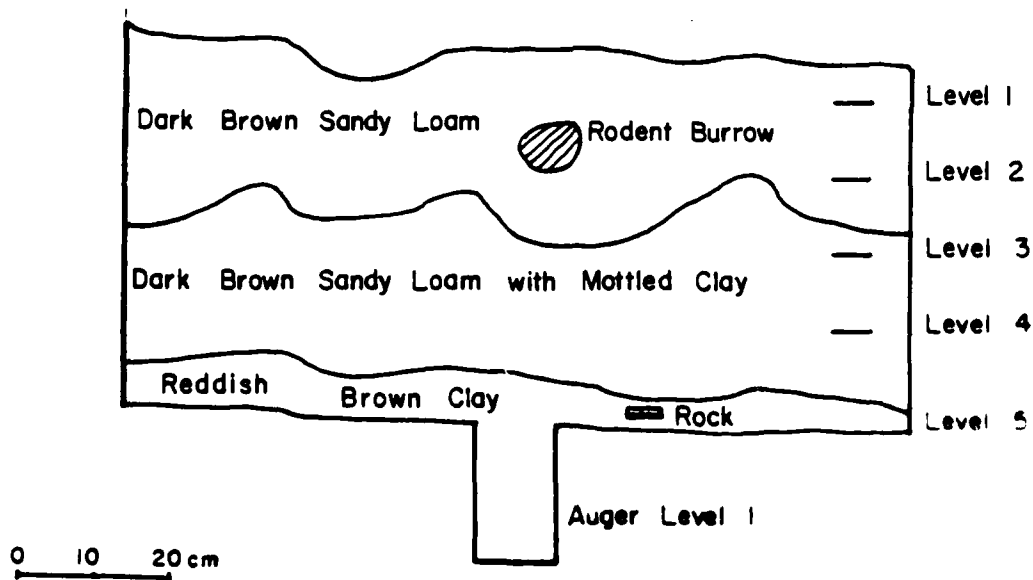 Level 1
Dark Brown Sandy Loam
Rodent Burrow
Level 2
Level 3
Dark Brown Sandy Loam with Mottled Clay
Level 4
Reddish Brown Clay
Rock
Level 5
Auger Level 1
0 10 20 cm